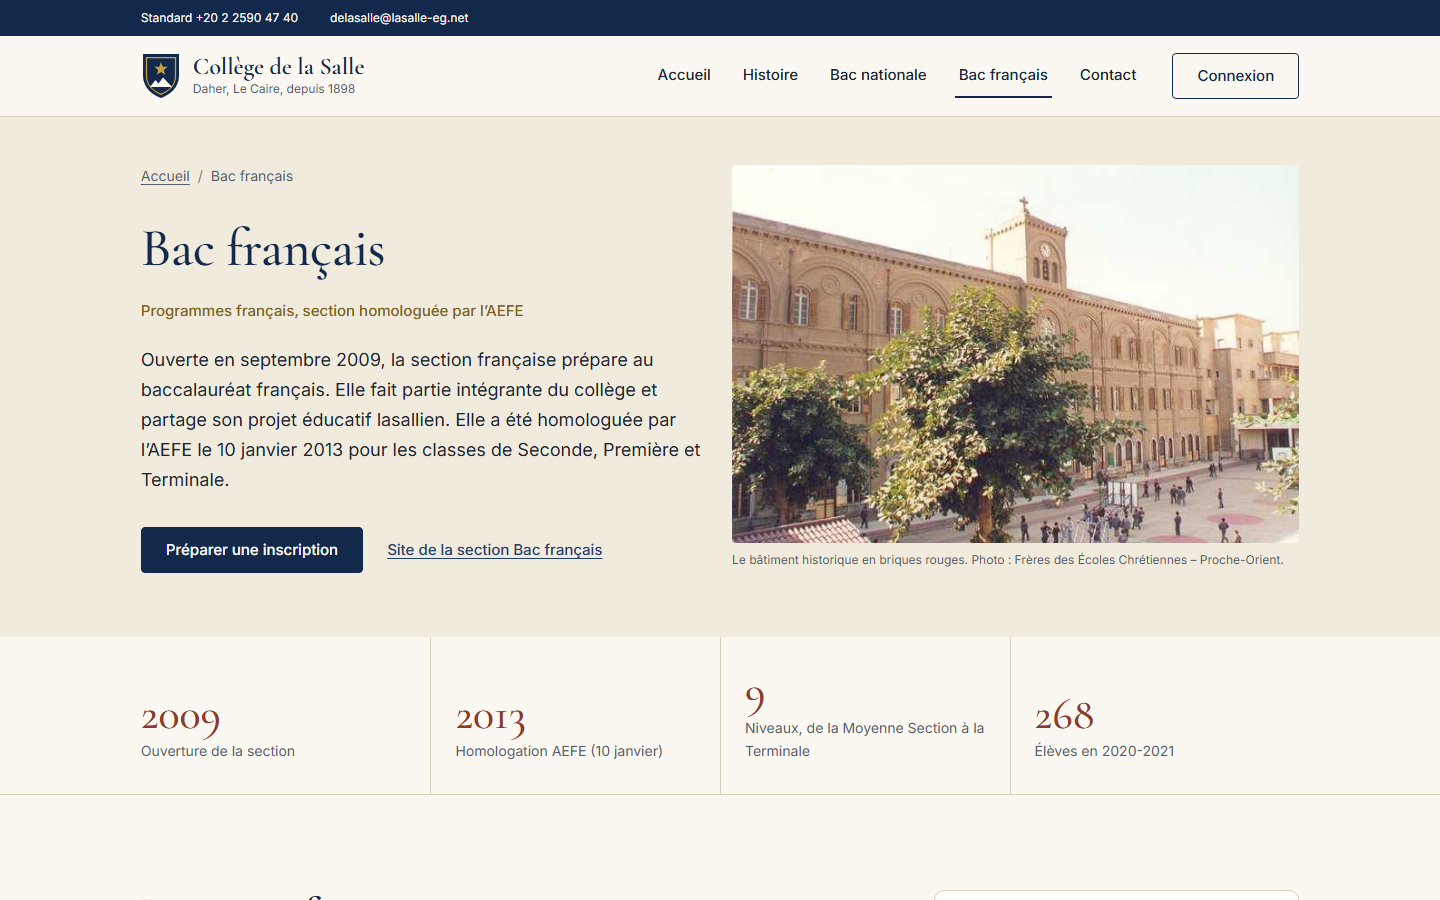 Standard +20 2 2590 47 40
delasalle@lasalle-eg.net
Collège de la Salle
Daher, Le Caire, depuis 1898
Accueil
Histoire
Bac nationale
Bac français
Contact
Connexion
Accueil / Bac français
Bac français
Programmes français, section homologuée par l’AEFE
Ouverte en septembre 2009, la section française prépare au
baccalauréat français. Elle fait partie intégrante du collège et
partage son projet éducatif lasallien. Elle a été homologuée par
l’AEFE le 10 janvier 2013 pour les classes de Seconde, Première et
Terminale.
Préparer une inscription
Site de la section Bac français
Le bâtiment historique en briques rouges. Photo : Frères des Écoles Chrétiennes – Proche-Orient.
2009
Ouverture de la section
2013
Homologation AEFE (10 janvier)
9
Niveaux, de la Moyenne Section à la
Terminale
268
Élèves en 2020-2021